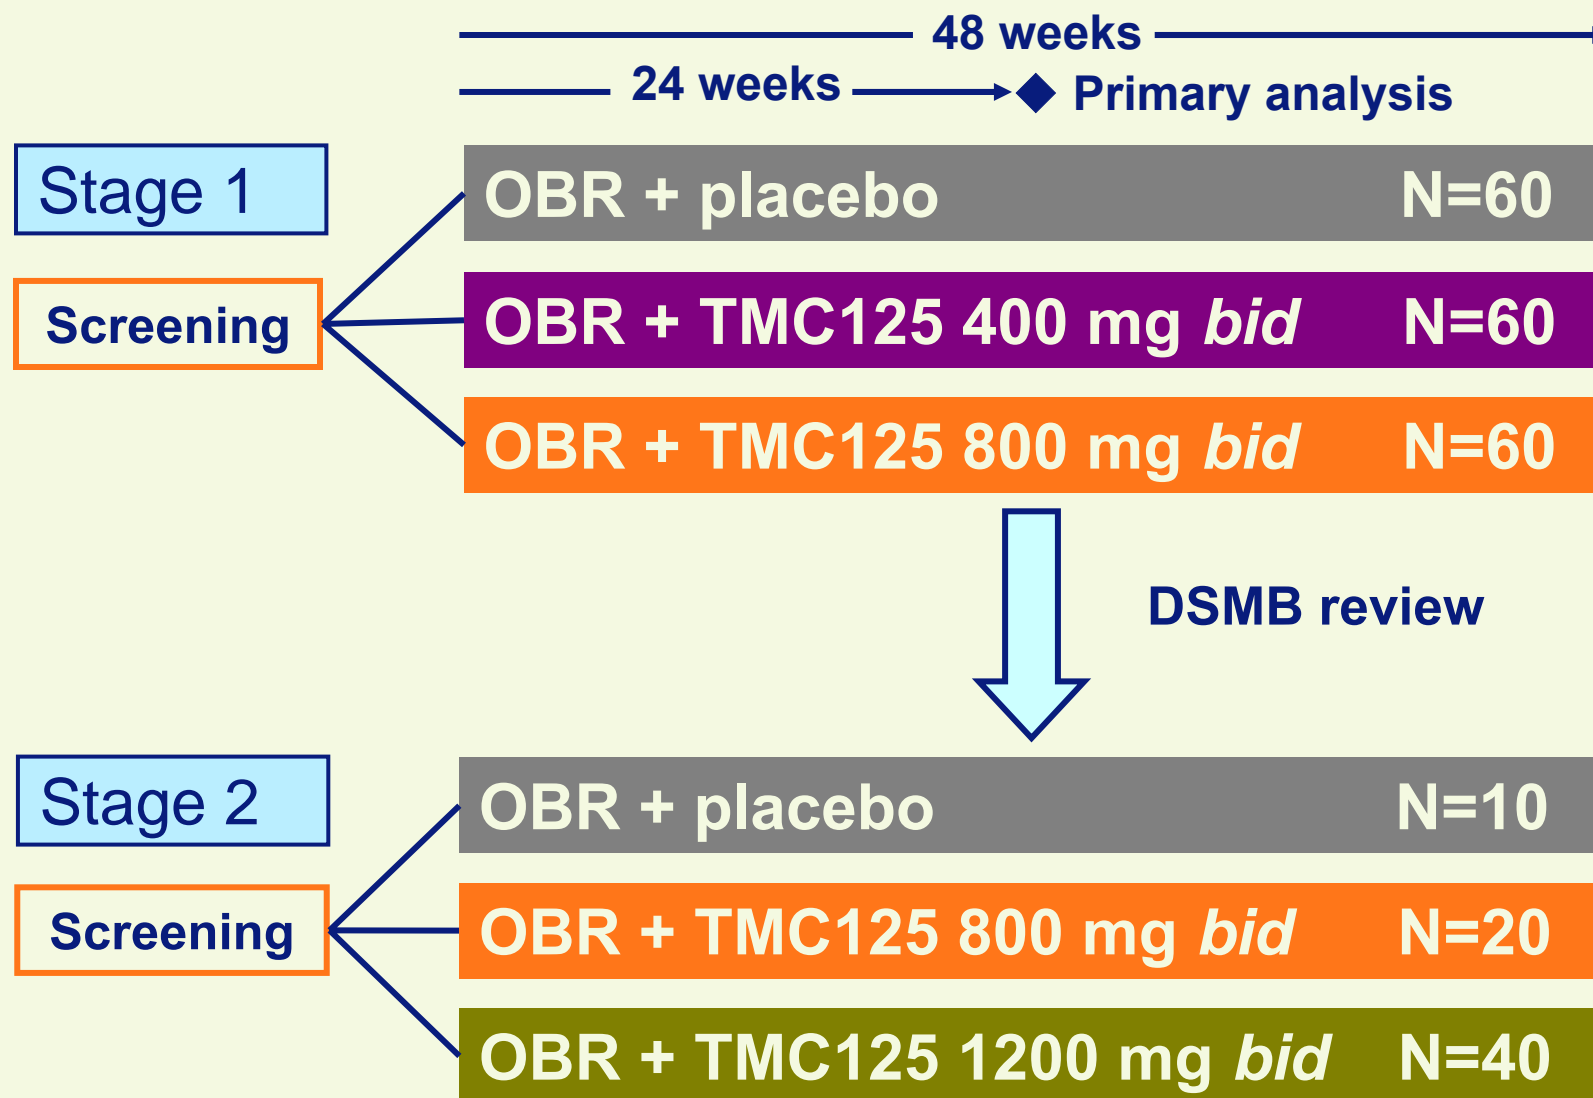 48 weeks
24 weeks
Primary analysis
Stage 1
OBR + placebo N=60
Screening
OBR + TMC125 400 mg bid N=60
OBR + TMC125 800 mg bid N=60
DSMB review
Stage 2
OBR + placebo N=10
Screening
OBR + TMC125 800 mg bid N=20
OBR + TMC125 1200 mg bid N=40